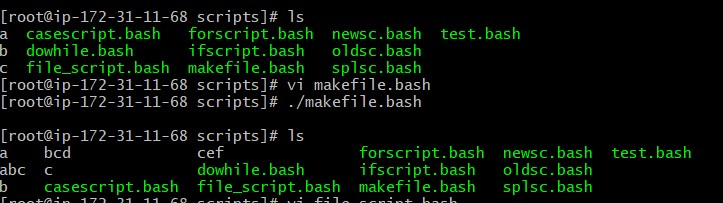 [root@ip-172-31-11-68 scripts]# ls
a  casescript.bash   forscript.bash  newsc.bash  test.bash
b  dowhile.bash      ifscript.bash   oldsc.bash
c  file_script.bash  makefile.bash   splsc.bash
[root@ip-172-31-11-68 scripts]# vi makefile.bash
[root@ip-172-31-11-68 scripts]# ./makefile.bash
[root@ip-172-31-11-68 scripts]# ls
a    bcd              cef               forscript.bash  newsc.bash  test.bash
abc  c                dowhile.bash      ifscript.bash   oldsc.bash
b    casescript.bash  file_script.bash  makefile.bash   splsc.bash
[root@ip-172-31-11-68 scripts]# vi file_script.bash